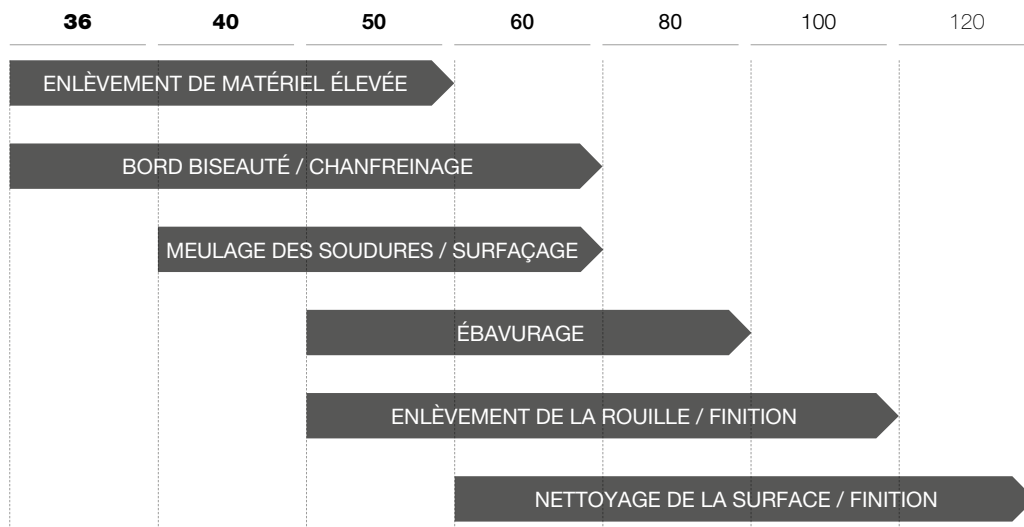 36 40 50 60 80 100 120
ENLÈVEMENT DE MATÉRIEL ÉLEVÉE
BORD BISEAUTÉ / CHANFREINAGE
MEULAGE DES SOUDURES / SURFAÇAGE
ÉBAVURAGE
ENLÈVEMENT DE LA ROUILLE / FINITION
NETTOYAGE DE LA SURFACE / FINITION